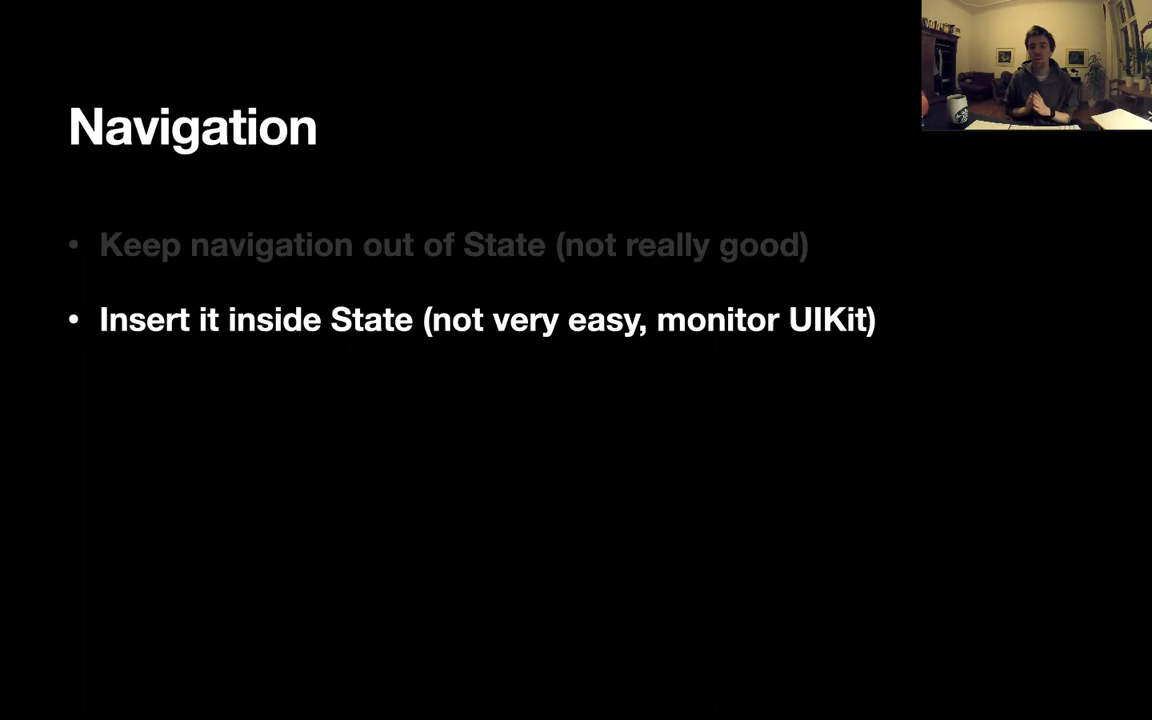 Navigation
• Keep navigation out of State (not really good)
• Insert it inside State (not very easy, monitor UIKit)